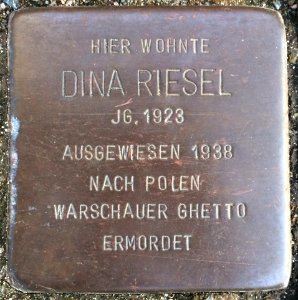 HIER WOHNTE
DINA RIESEL
JG. 1923
AUSGEWIESEN 1938
NACH POLEN
WARSCHAUER GHETTO
ERMORDET